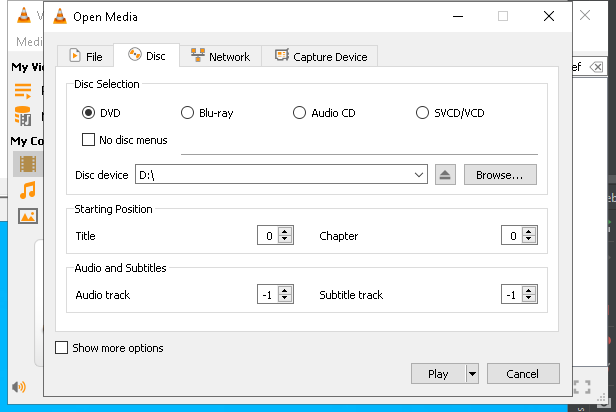 Open Media
V
Medi
File
Disc
Network
Capture Device
ef
My Vi
My Co
Disc Selection
DVD
Blu-ray
Audio CD
SVCD/VCD
No disc menus
Disc device
D:\
Browse...
Starting Position
Title
0
Chapter
0
Audio and Subtitles
Audio track
-1
Subtitle track
-1
Show more options
Play
Cancel